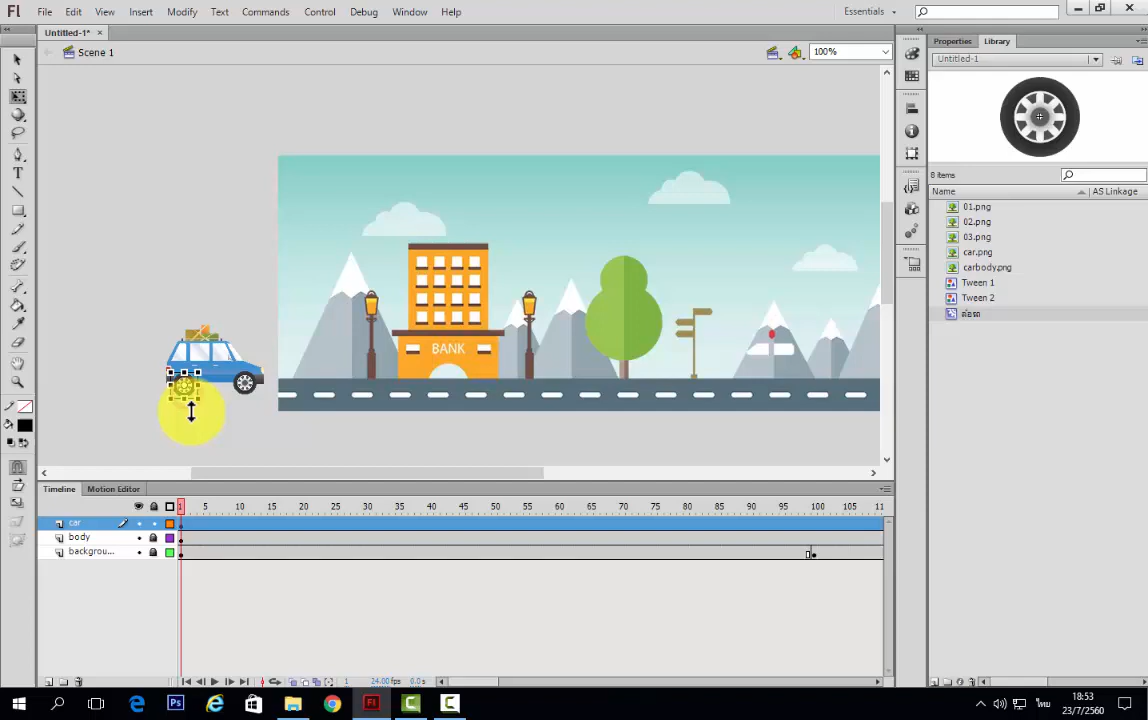 Fl File Edit View Insert Modify Text Commands Control Debug Window Help Essentials
Untitled-1* ×
Scene 1 100%
Properties Library
Untitled-1
8 items
Name AS Linkage
01.png
02.png
03.png
car.png
carbody.png
Tween 1
Tween 2
ล้อรถ
BANK
Timeline Motion Editor
1 5 10 15 20 25 30 35 40 45 50 55 60 65 70 75 80 85 90 95 100 105 11
car
body
backgrou...
1 24.00 fps 0.0 s
Ps Fl C C
ไทย
18:53
23/7/2560